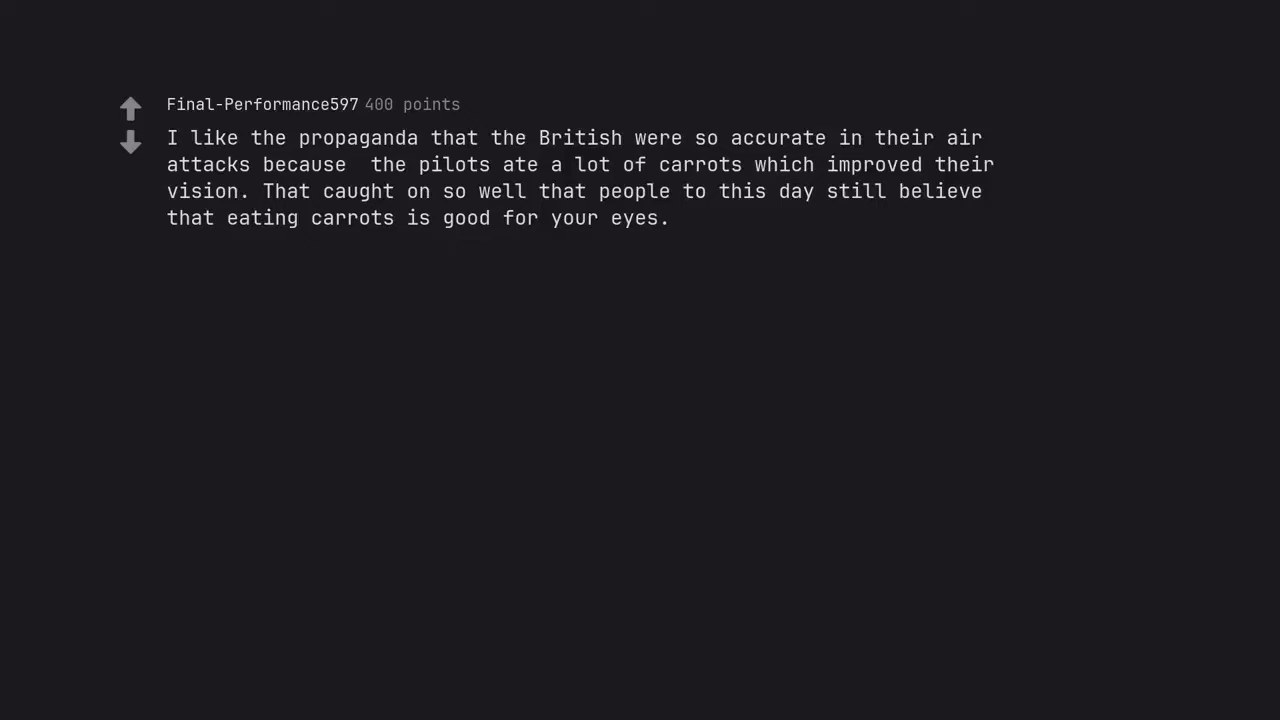 Final-Performance597 400 points
I like the propaganda that the British were so accurate in their air
attacks because  the pilots ate a lot of carrots which improved their
vision. That caught on so well that people to this day still believe
that eating carrots is good for your eyes.